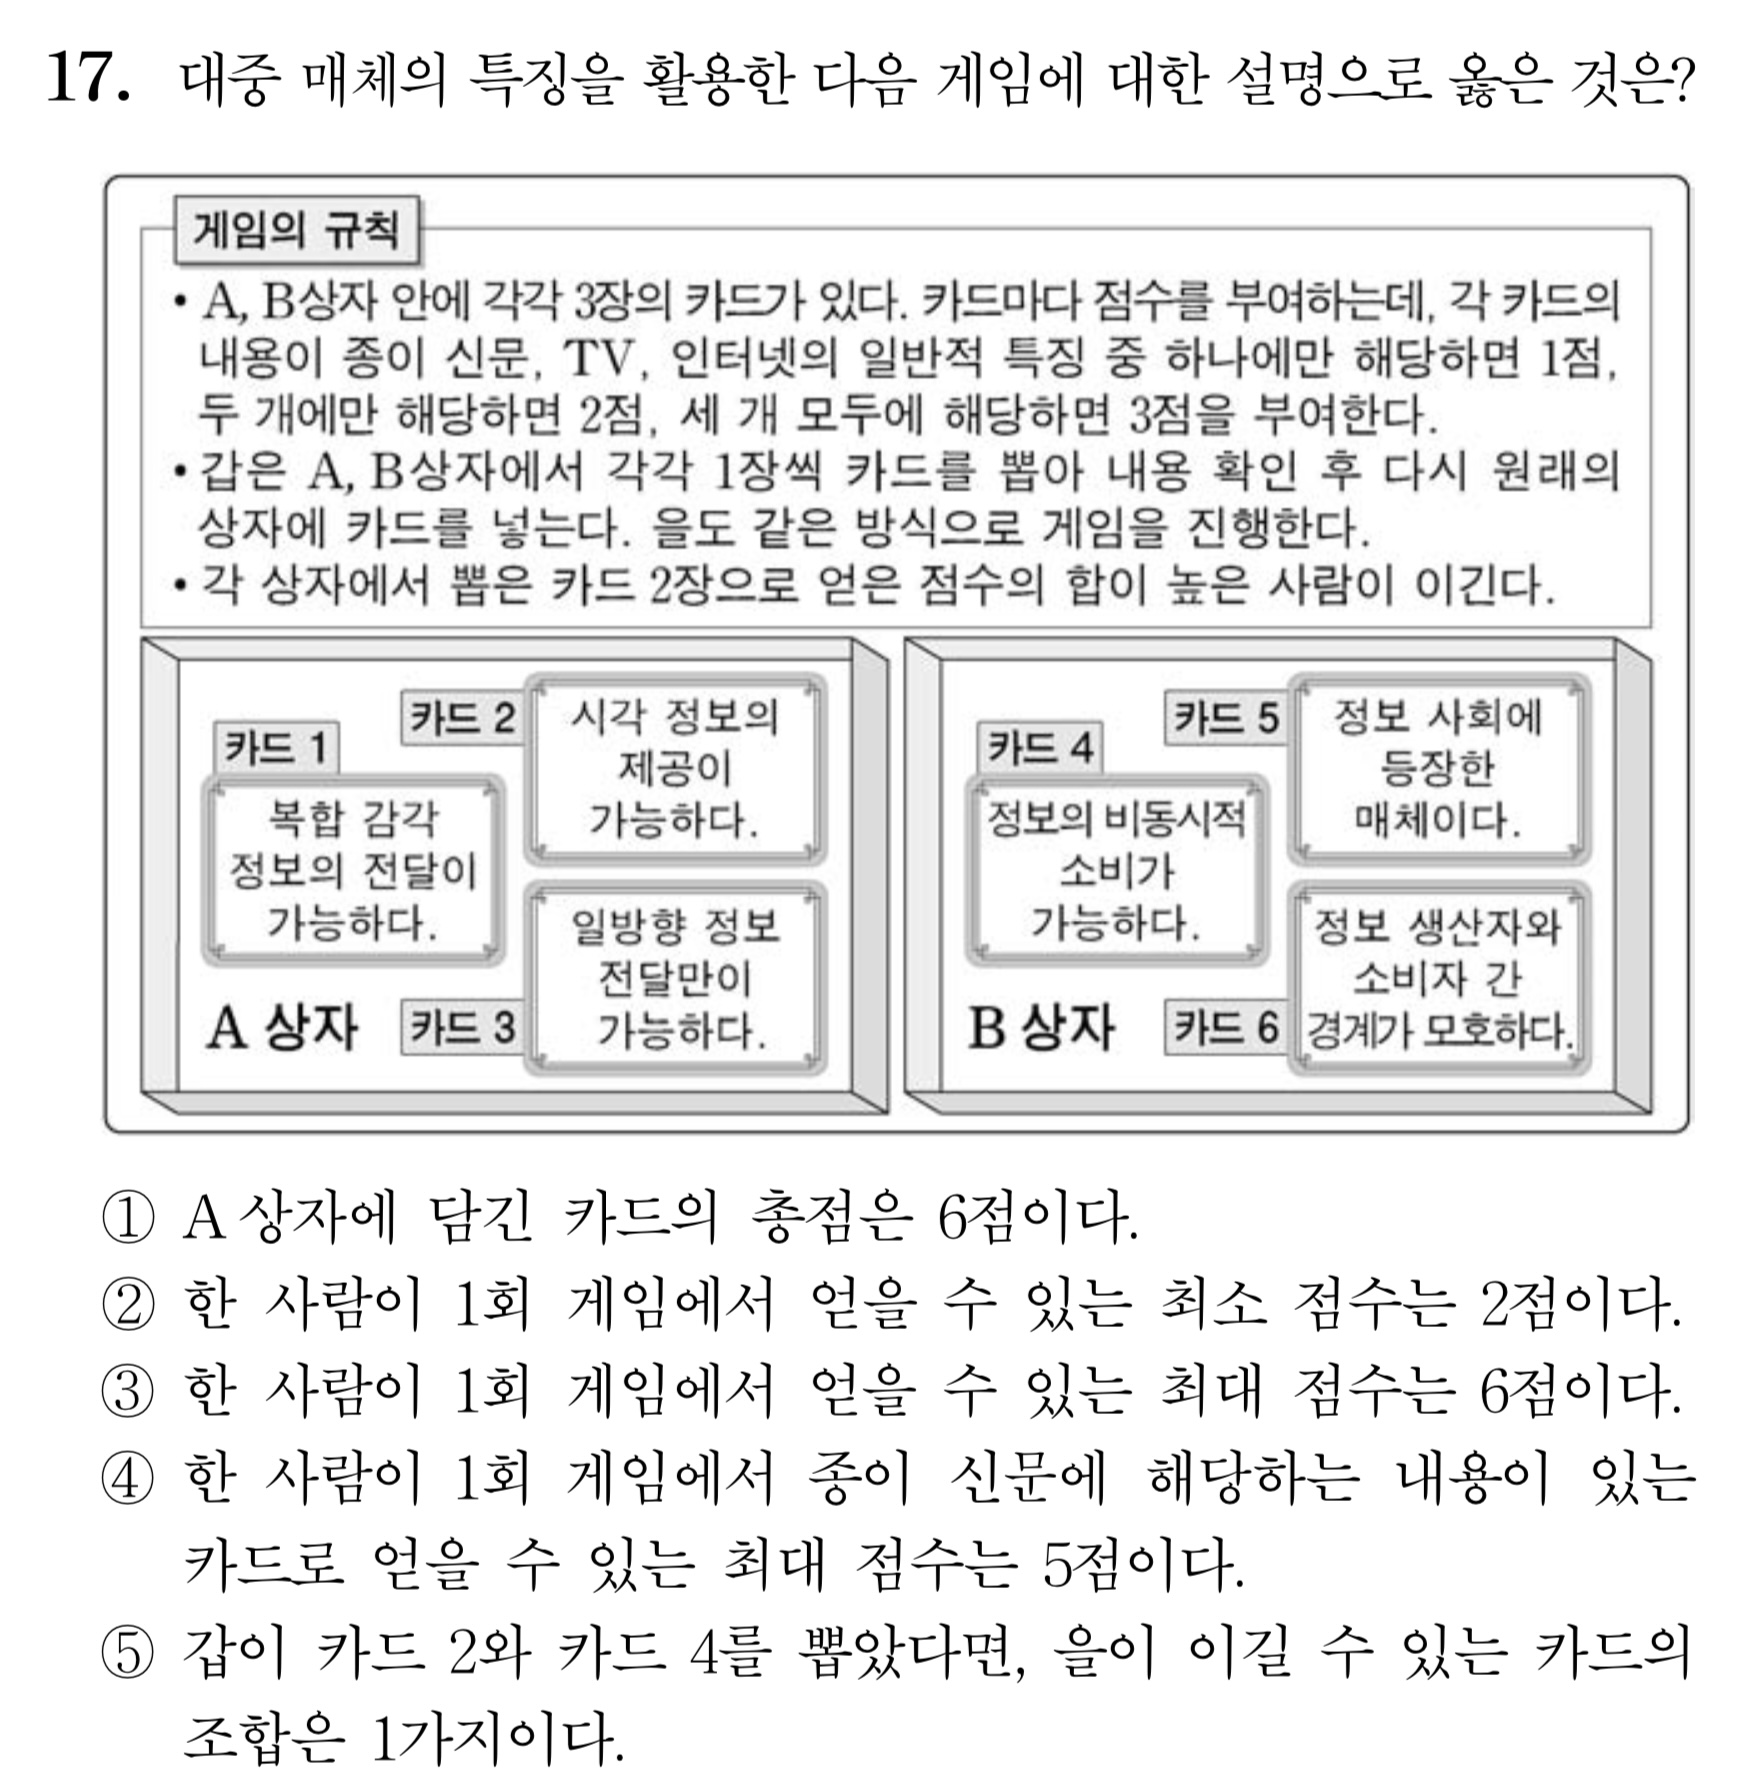 17. 대중 매체의 특징을 활용한 다음 게임에 대한 설명으로 옳은 것은?
게임의 규칙
• A, B상자 안에 각각 3장의 카드가 있다. 카드마다 점수를 부여하는데, 각 카드의
내용이 종이 신문, TV, 인터넷의 일반적 특징 중 하나에만 해당하면 1점,
두 개에만 해당하면 2점, 세 개 모두에 해당하면 3점을 부여한다.
• 갑은 A, B상자에서 각각 1장씩 카드를 뽑아 내용 확인 후 다시 원래의
상자에 카드를 넣는다. 을도 같은 방식으로 게임을 진행한다.
• 각 상자에서 뽑은 카드 2장으로 얻은 점수의 합이 높은 사람이 이긴다.
카드 1
복합 감각
정보의 전달이
가능하다.
카드 2
시각 정보의
제공이
가능하다.
카드 3
일방향 정보
전달만이
가능하다.
A 상자
카드 4
정보의 비동시적
소비가
가능하다.
카드 5
정보 사회에
등장한
매체이다.
카드 6
정보 생산자와
소비자 간
경계가 모호하다.
B 상자
① A 상자에 담긴 카드의 총점은 6점이다.
② 한 사람이 1회 게임에서 얻을 수 있는 최소 점수는 2점이다.
③ 한 사람이 1회 게임에서 얻을 수 있는 최대 점수는 6점이다.
④ 한 사람이 1회 게임에서 종이 신문에 해당하는 내용이 있는
카드로 얻을 수 있는 최대 점수는 5점이다.
⑤ 갑이 카드 2와 카드 4를 뽑았다면, 을이 이길 수 있는 카드의
조합은 1가지이다.